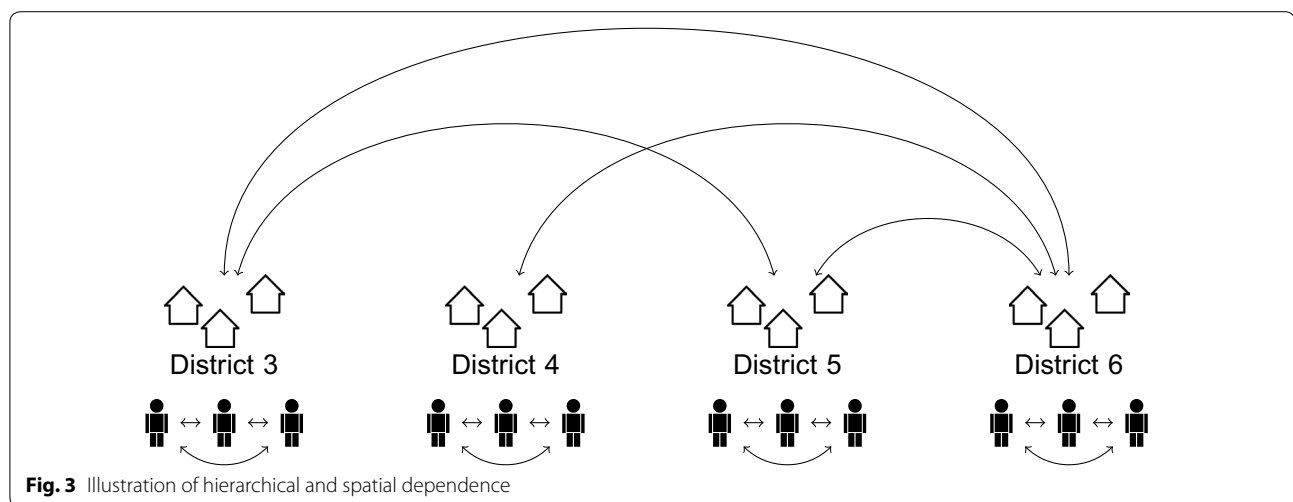 District 3 District 4 District 5 District 6
Fig. 3 Illustration of hierarchical and spatial dependence